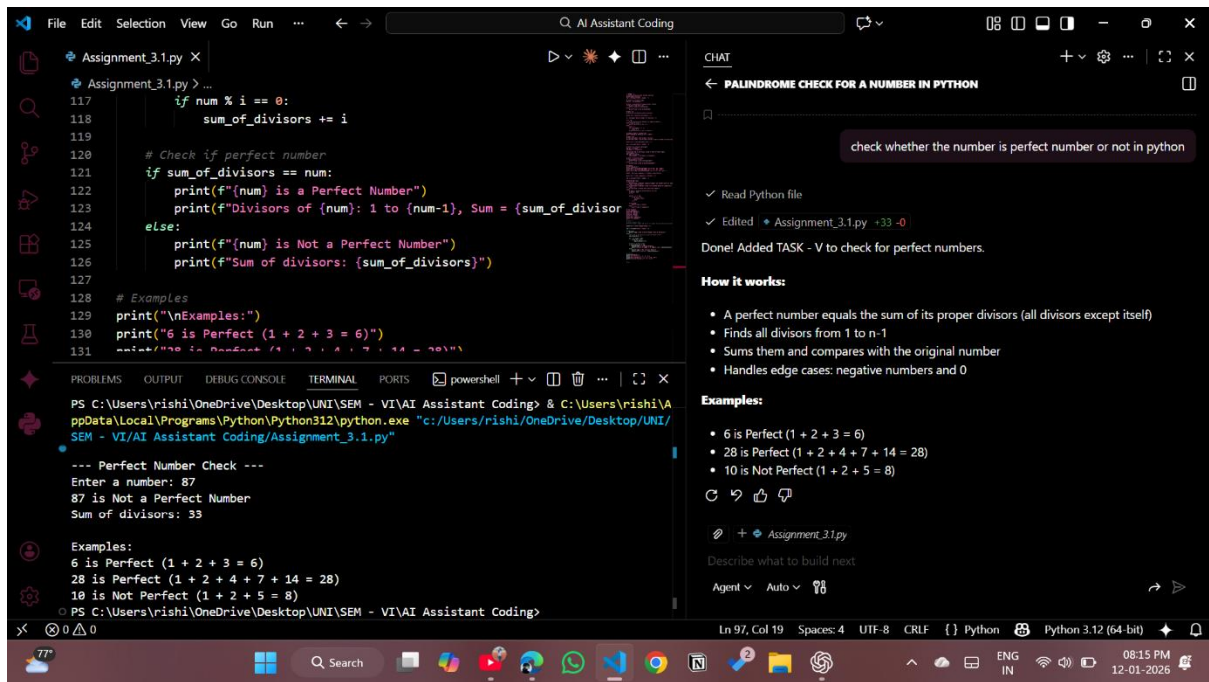 File Edit Selection View Go Run ··· ← → AI Assistant Coding
Assignment_3.1.py ×
Assignment_3.1.py > ...
117 if num % i == 0:
118 sum_of_divisors += i
119
120 # Check if perfect number
121 if sum_of_divisors == num:
122 print(f"{num} is a Perfect Number")
123 print(f"Divisors of {num}: 1 to {num-1}, Sum = {sum_of_divisor
124 else:
125 print(f"{num} is Not a Perfect Number")
126 print(f"Sum of divisors: {sum_of_divisors}")
127
128 # Examples
129 print("\nExamples:")
130 print("6 is Perfect (1 + 2 + 3 = 6)")
131 print("28 is Perfect (1 + 2 + 4 + 7 + 14 = 28)")
PROBLEMS OUTPUT DEBUG CONSOLE TERMINAL PORTS powershell
PS C:\Users\rishi\OneDrive\Desktop\UNI\SEM - VI\AI Assistant Coding> & C:\Users\rishi\A
ppData\Local\Programs\Python\Python312\python.exe "c:/Users/rishi/OneDrive/Desktop/UNI/
SEM - VI/AI Assistant Coding/Assignment_3.1.py"
--- Perfect Number Check ---
Enter a number: 87
87 is Not a Perfect Number
Sum of divisors: 33
Examples:
6 is Perfect (1 + 2 + 3 = 6)
28 is Perfect (1 + 2 + 4 + 7 + 14 = 28)
10 is Not Perfect (1 + 2 + 5 = 8)
PS C:\Users\rishi\OneDrive\Desktop\UNI\SEM - VI\AI Assistant Coding>
CHAT
PALINDROME CHECK FOR A NUMBER IN PYTHON
check whether the number is perfect number or not in python
Read Python file
Edited Assignment_3.1.py +33 -0
Done! Added TASK - V to check for perfect numbers.
How it works:
• A perfect number equals the sum of its proper divisors (all divisors except itself)
• Finds all divisors from 1 to n-1
• Sums them and compares with the original number
• Handles edge cases: negative numbers and 0
Examples:
• 6 is Perfect (1 + 2 + 3 = 6)
• 28 is Perfect (1 + 2 + 4 + 7 + 14 = 28)
• 10 is Not Perfect (1 + 2 + 5 = 8)
Assignment_3.1.py
Describe what to build next
Agent Auto
0 0 Ln 97, Col 19 Spaces: 4 UTF-8 CRLF {} Python Python 3.12 (64-bit)
77° Search 2 ENG 08:15 PM
IN 12-01-2026